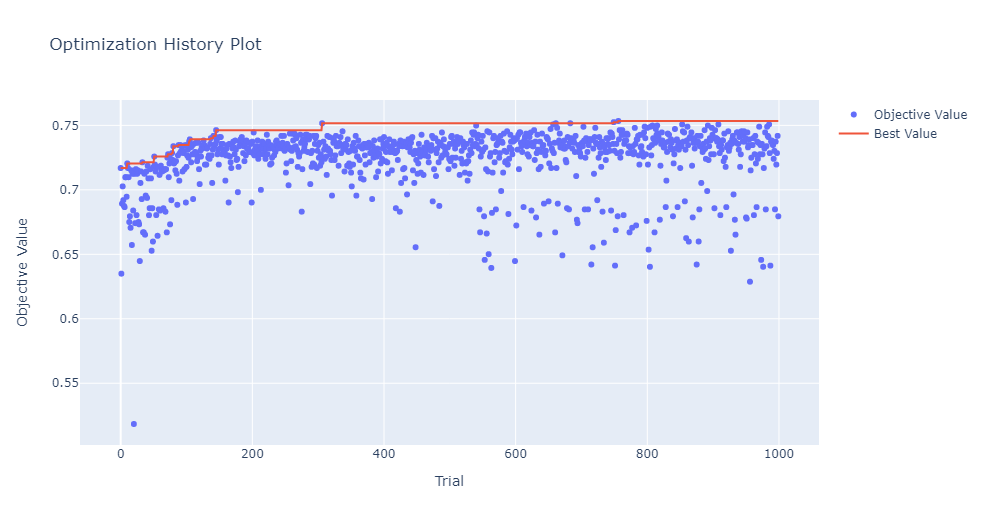 Optimization History Plot
Objective Value
Best Value
0.75
0.7
0.65
0.6
0.55
Objective Value
0
200
400
600
800
1000
Trial